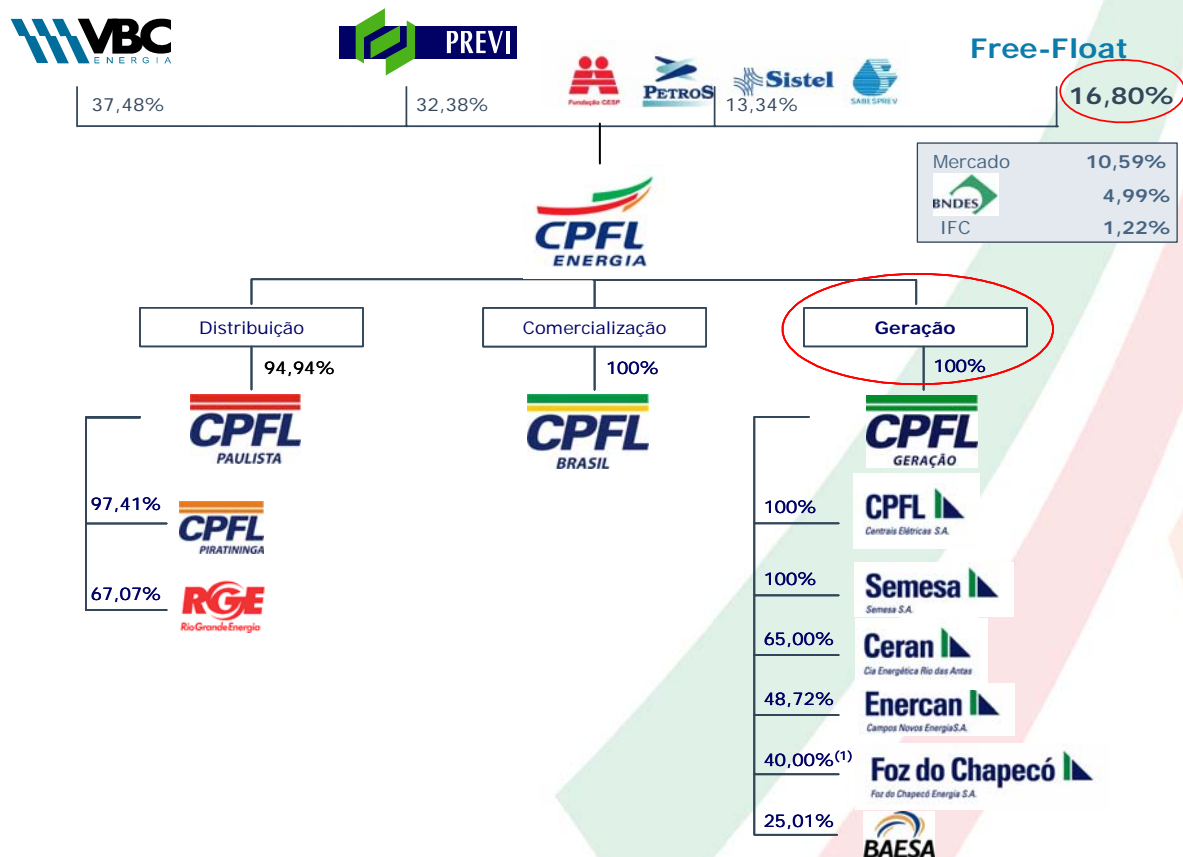 VBC
ENERGIA
PREVI
Fundação CESP
PETROS
Sistel
SABESPREV
Free-Float
37,48%
32,38%
13,34%
16,80%
Mercado 10,59%
BNDES 4,99%
IFC 1,22%
CPFL
ENERGIA
Distribuição
Comercialização
Geração
94,94%
100%
100%
CPFL
PAULISTA
CPFL
BRASIL
CPFL
GERAÇÃO
97,41%
CPFL
PIRATININGA
67,07%
RGE
Rio Grande Energia
100%
CPFL
Centrais Elétricas S.A.
100%
Semesa
Semesa S.A.
65,00%
Ceran
Cia Energética Rio das Antas
48,72%
Enercan
Campos Novos Energia S.A.
40,00%(1)
Foz do Chapecó
Foz do Chapecó Energia S.A.
25,01%
BAESA